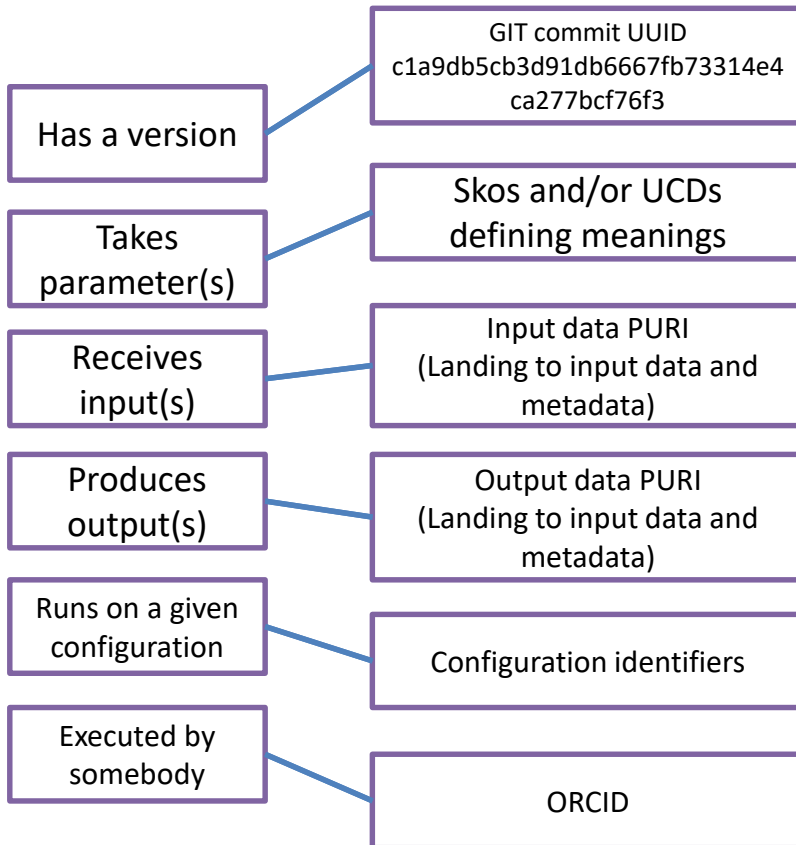 Has a version
GIT commit UUID
c1a9db5cb3d91db6667fb73314e4
ca277bcf76f3
Takes
parameter(s)
Skos and/or UCDs
defining meanings
Receives
input(s)
Input data PURI
(Landing to input data and
metadata)
Produces
output(s)
Output data PURI
(Landing to input data and
metadata)
Runs on a given
configuration
Configuration identifiers
Executed by
somebody
ORCID